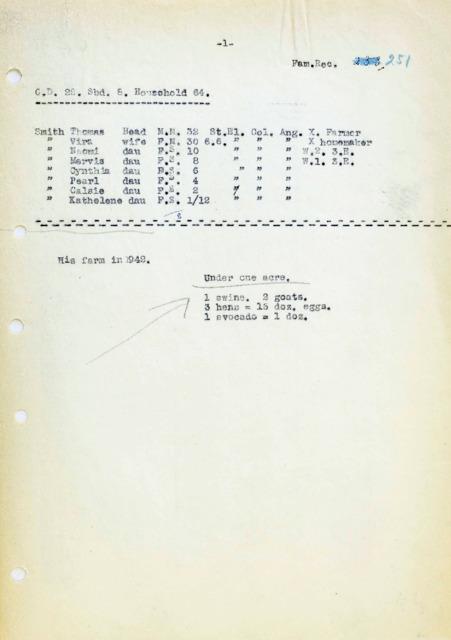 -1-
Fam.Rec. 251
C.D. 22. Sbd. 8. Household 64.
Smith Thomas Head M.M. 32 St.El. Col. Ang. X. Farmer
" Vira wife F.M. 30 6.6. " " " X homemaker
" Naomi dau F.S. 10 " " " W.2. 3.R.
" Mervis dau F.S. 8 " " " W.1. 3.R.
" Cynthia dau F.S. 6 " " "
" Pearl dau F.S. 4 " " "
" Calsie dau F.S. 2 " " "
" Kathelene dau F.S. 1/12 " " "
8
His farm in 1942.
Under one acre.
1 swine. 2 goats.
3 hens = 18 doz. eggs.
1 avocado = 1 doz.